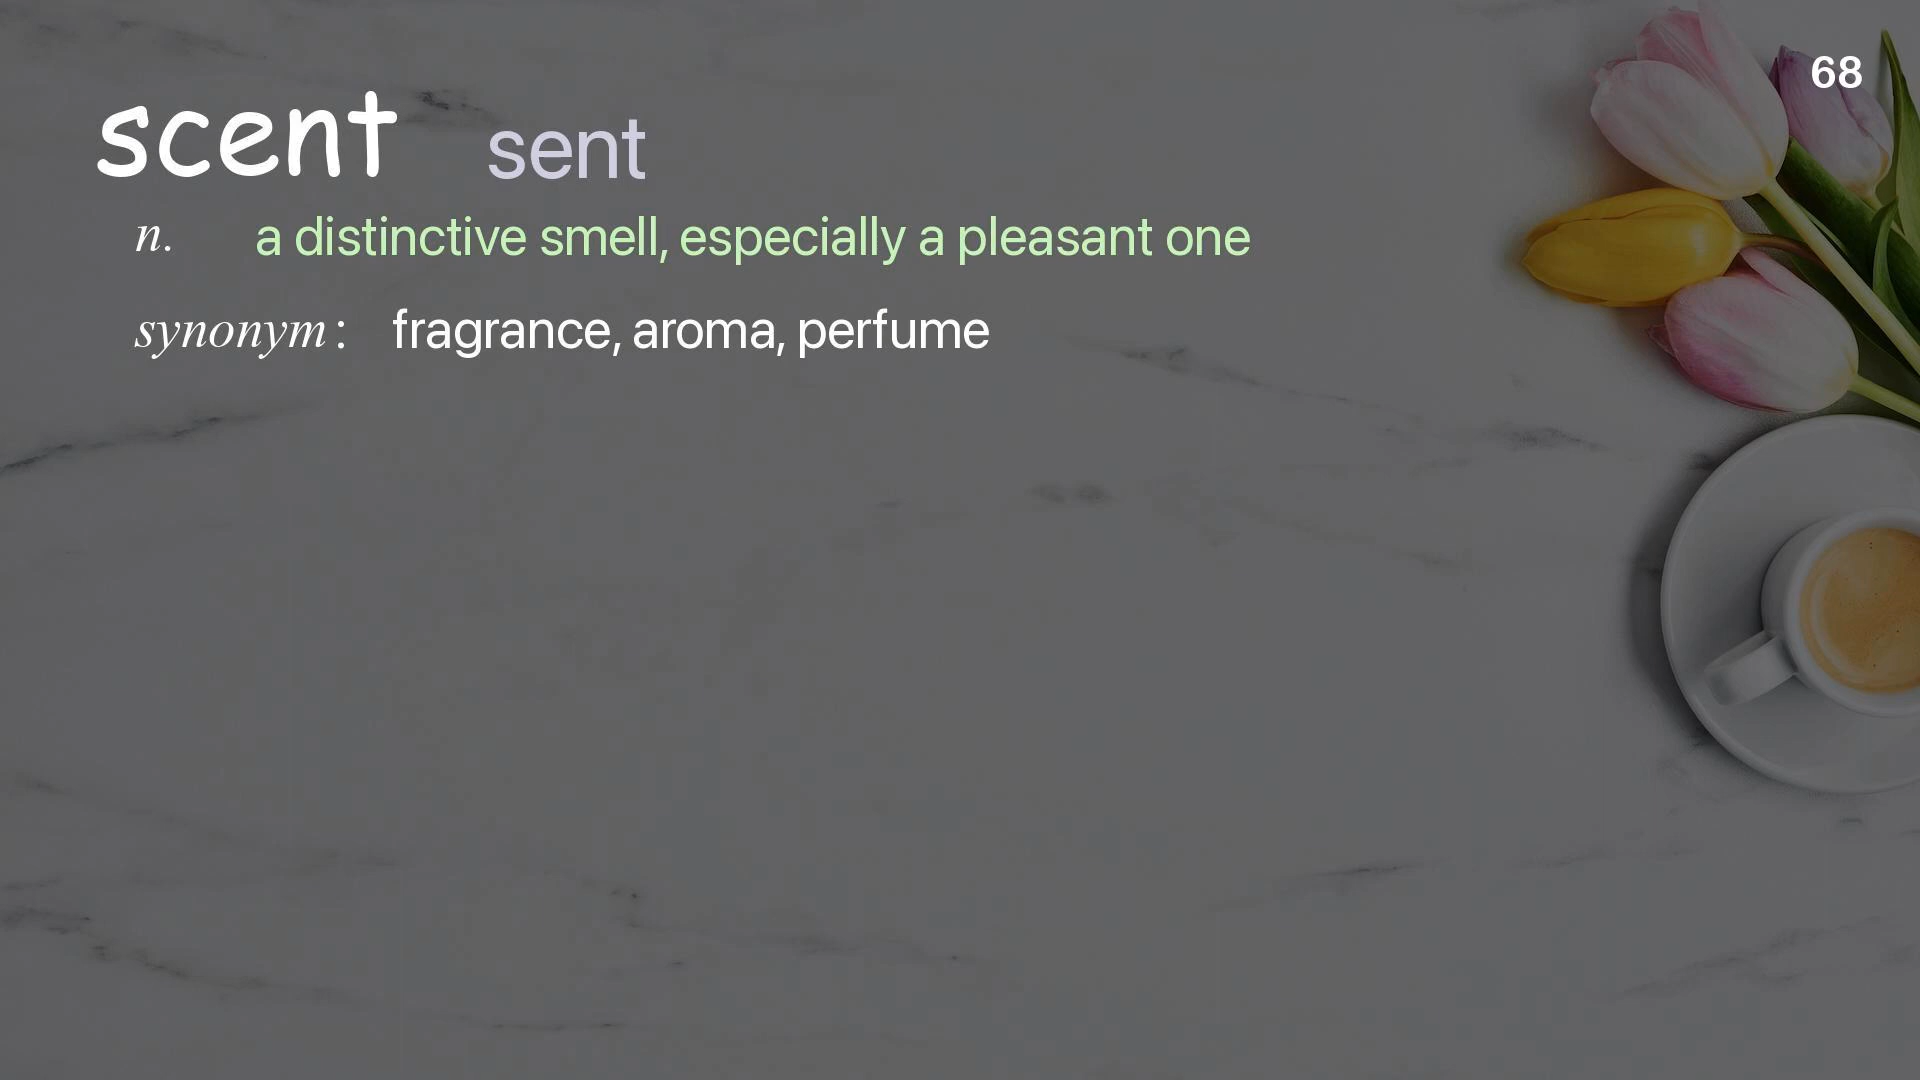 68
scent sent
n. a distinctive smell, especially a pleasant one
synonym: fragrance, aroma, perfume